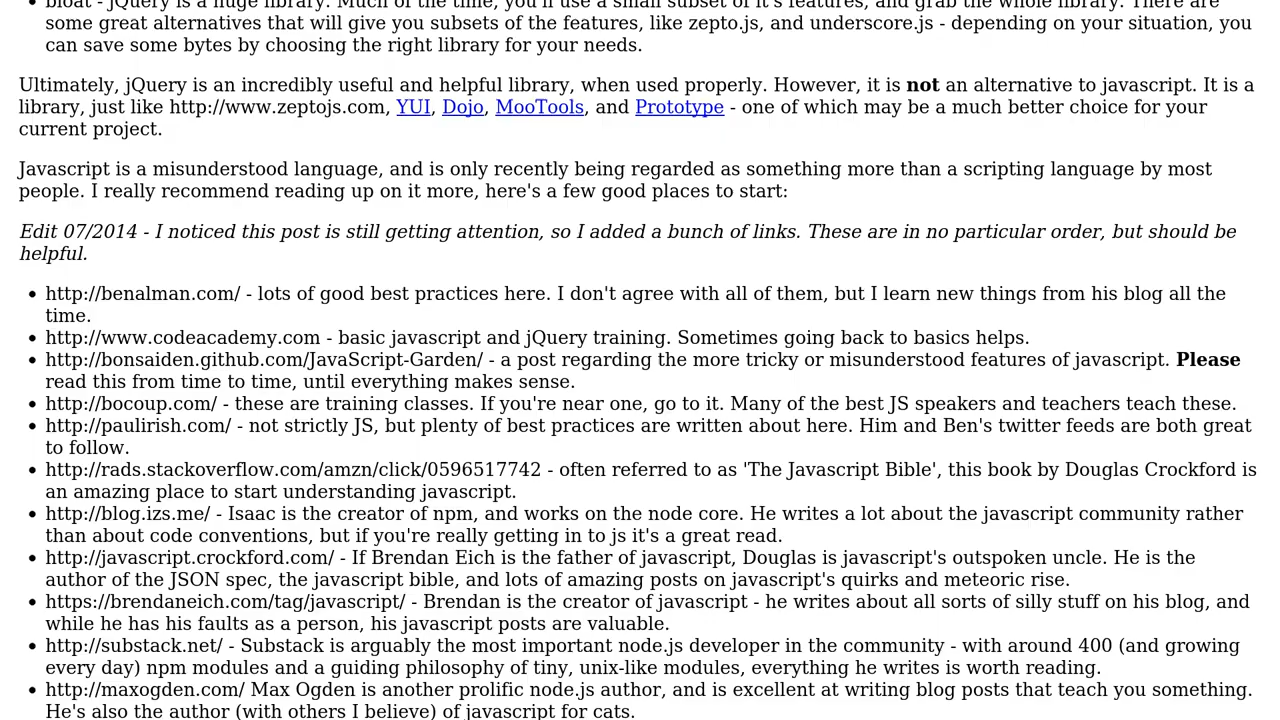 bloat - jQuery is a huge library. Much of the time, you'll use a small subset of it's features, and grab the whole library. There are
some great alternatives that will give you subsets of the features, like zepto.js, and underscore.js - depending on your situation, you
can save some bytes by choosing the right library for your needs.
Ultimately, jQuery is an incredibly useful and helpful library, when used properly. However, it is not an alternative to javascript. It is a
library, just like http://www.zeptojs.com, YUI, Dojo, MooTools, and Prototype - one of which may be a much better choice for your
current project.
Javascript is a misunderstood language, and is only recently being regarded as something more than a scripting language by most
people. I really recommend reading up on it more, here's a few good places to start:
Edit 07/2014 - I noticed this post is still getting attention, so I added a bunch of links. These are in no particular order, but should be
helpful.
• http://benalman.com/ - lots of good best practices here. I don't agree with all of them, but I learn new things from his blog all the
time.
• http://www.codeacademy.com - basic javascript and jQuery training. Sometimes going back to basics helps.
• http://bonsaiden.github.com/JavaScript-Garden/ - a post regarding the more tricky or misunderstood features of javascript. Please
read this from time to time, until everything makes sense.
• http://bocoup.com/ - these are training classes. If you're near one, go to it. Many of the best JS speakers and teachers teach these.
• http://paulirish.com/ - not strictly JS, but plenty of best practices are written about here. Him and Ben's twitter feeds are both great
to follow.
• http://rads.stackoverflow.com/amzn/click/0596517742 - often referred to as 'The Javascript Bible', this book by Douglas Crockford is
an amazing place to start understanding javascript.
• http://blog.izs.me/ - Isaac is the creator of npm, and works on the node core. He writes a lot about the javascript community rather
than about code conventions, but if you're really getting in to js it's a great read.
• http://javascript.crockford.com/ - If Brendan Eich is the father of javascript, Douglas is javascript's outspoken uncle. He is the
author of the JSON spec, the javascript bible, and lots of amazing posts on javascript's quirks and meteoric rise.
• https://brendaneich.com/tag/javascript/ - Brendan is the creator of javascript - he writes about all sorts of silly stuff on his blog, and
while he has his faults as a person, his javascript posts are valuable.
• http://substack.net/ - Substack is arguably the most important node.js developer in the community - with around 400 (and growing
every day) npm modules and a guiding philosophy of tiny, unix-like modules, everything he writes is worth reading.
• http://maxogden.com/ Max Ogden is another prolific node.js author, and is excellent at writing blog posts that teach you something.
He's also the author (with others I believe) of javascript for cats.